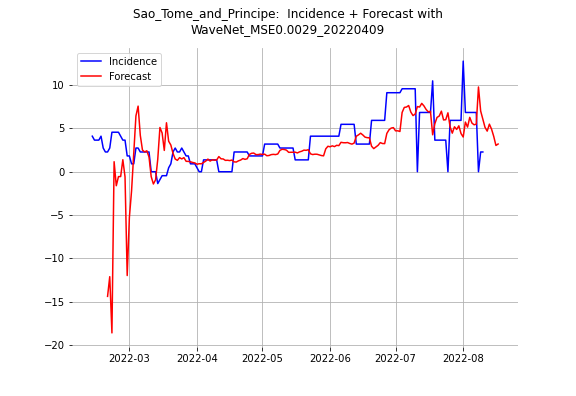 Sao_Tome_and_Principe:  Incidence + Forecast with
WaveNet_MSE0.0029_20220409
Incidence
Forecast
10
5
0
−5
−10
−15
−20
2022-03 2022-04 2022-05 2022-06 2022-07 2022-08